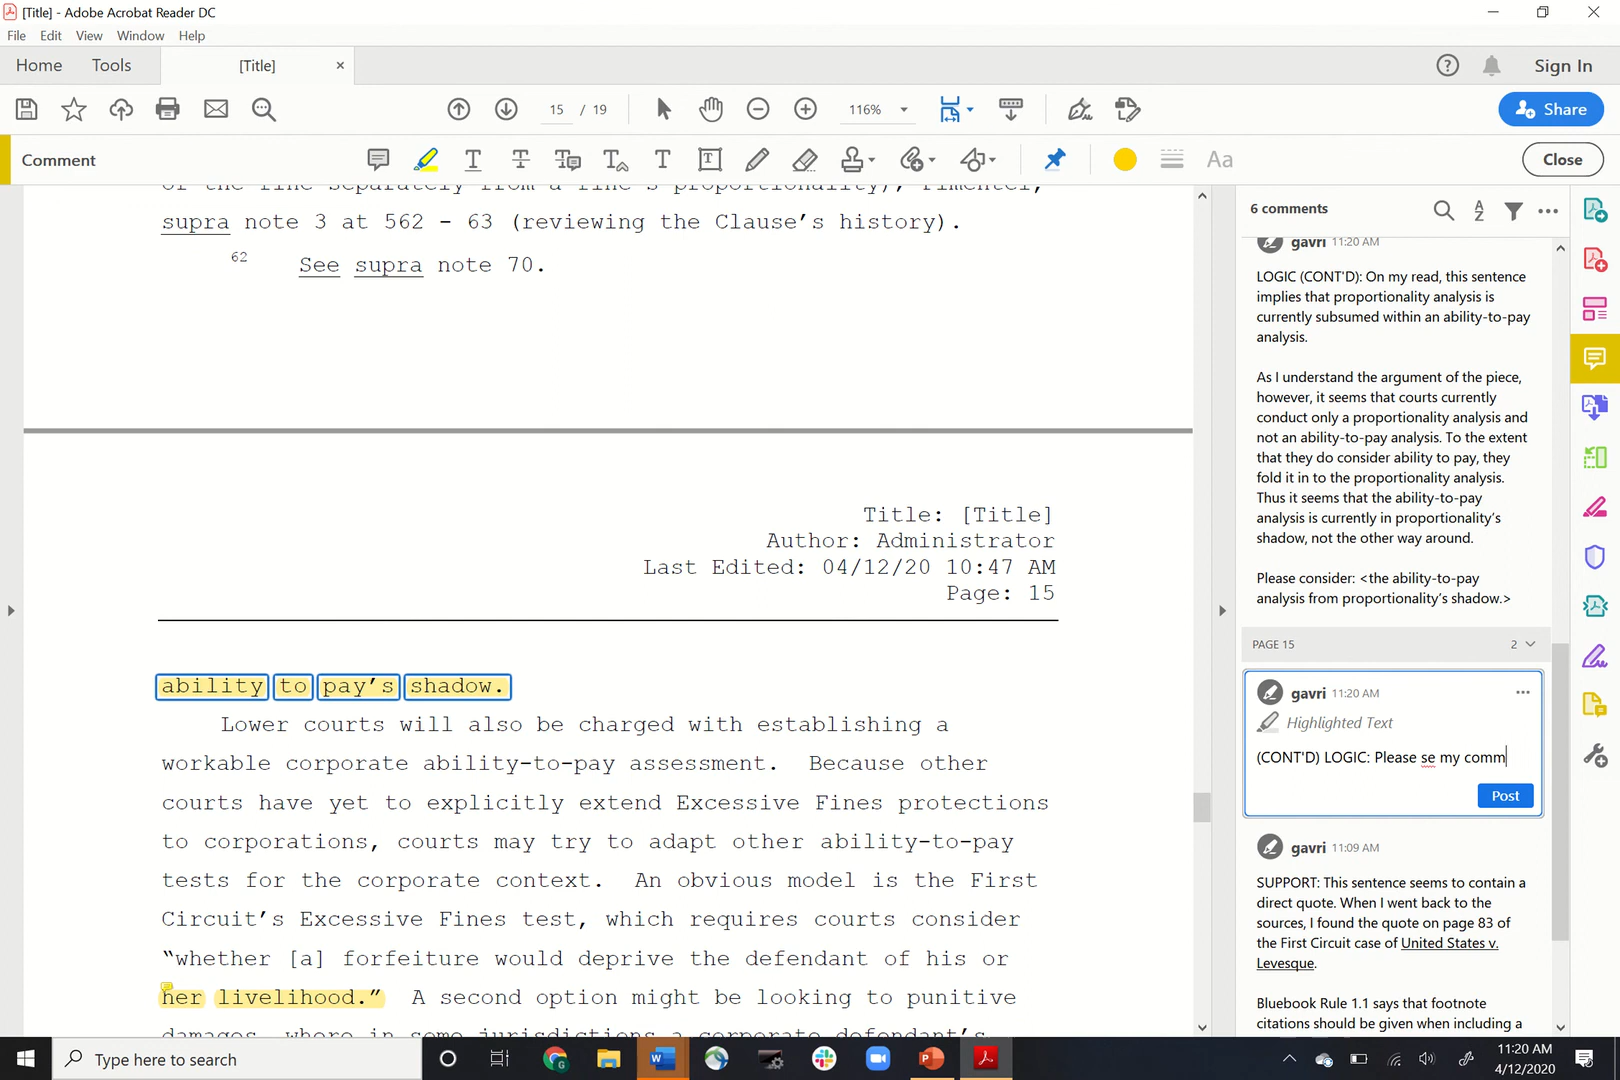 [Title] - Adobe Acrobat Reader DC
File Edit View Window Help
Home Tools [Title] × Sign In
15 / 19 116% Share
Comment Close
of the fine separately from a fine's proportionality), Pimentel,
supra note 3 at 562 - 63 (reviewing the Clause's history).
62 See supra note 70.
Title: [Title]
Author: Administrator
Last Edited: 04/12/20 10:47 AM
Page: 15
ability to pay's shadow.
Lower courts will also be charged with establishing a
workable corporate ability-to-pay assessment. Because other
courts have yet to explicitly extend Excessive Fines protections
to corporations, courts may try to adapt other ability-to-pay
tests for the corporate context. An obvious model is the First
Circuit's Excessive Fines test, which requires courts consider
“whether [a] forfeiture would deprive the defendant of his or
her livelihood.” A second option might be looking to punitive
damages, where in some jurisdictions a corporate defendant's
6 comments
gavri 11:20 AM
LOGIC (CONT'D): On my read, this sentence
implies that proportionality analysis is
currently subsumed within an ability-to-pay
analysis.
As I understand the argument of the piece,
however, it seems that courts currently
conduct only a proportionality analysis and
not an ability-to-pay analysis. To the extent
that they do consider ability to pay, they
fold it in to the proportionality analysis.
Thus it seems that the ability-to-pay
analysis is currently in proportionality's
shadow, not the other way around.
Please consider: <the ability-to-pay
analysis from proportionality's shadow.>
PAGE 15 2
gavri 11:20 AM
Highlighted Text
(CONT'D) LOGIC: Please se my comm
Post
gavri 11:09 AM
SUPPORT: This sentence seems to contain a
direct quote. When I went back to the
sources, I found the quote on page 83 of
the First Circuit case of United States v.
Levesque.
Bluebook Rule 1.1 says that footnote
citations should be given when including a
Type here to search
11:20 AM
4/12/2020